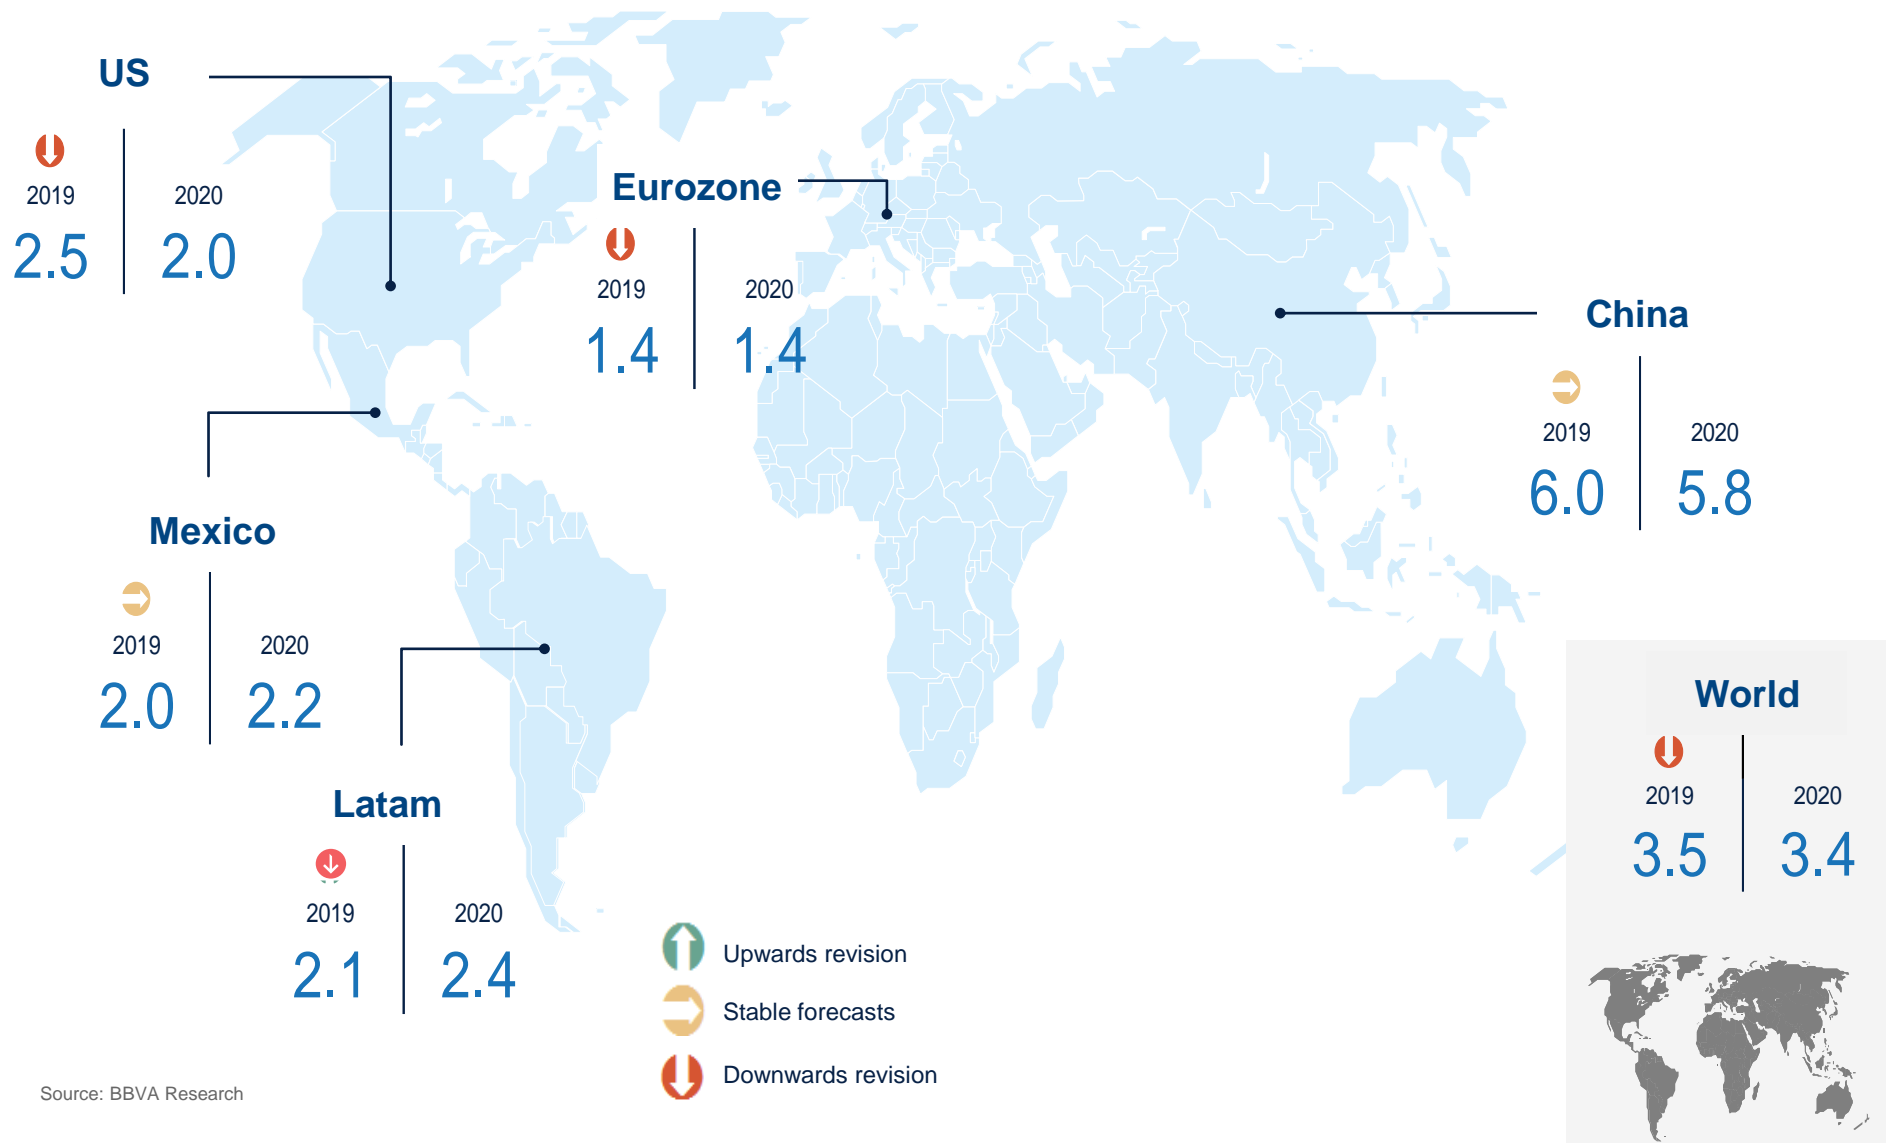 US
2019
2020
2.5
2.0
Eurozone
2019
2020
1.4
1.4
China
2019
2020
6.0
5.8
Mexico
2019
2020
2.0
2.2
World
2019
2020
3.5
3.4
Latam
2019
2020
2.1
2.4
Upwards revision
Stable forecasts
Downwards revision
Source: BBVA Research